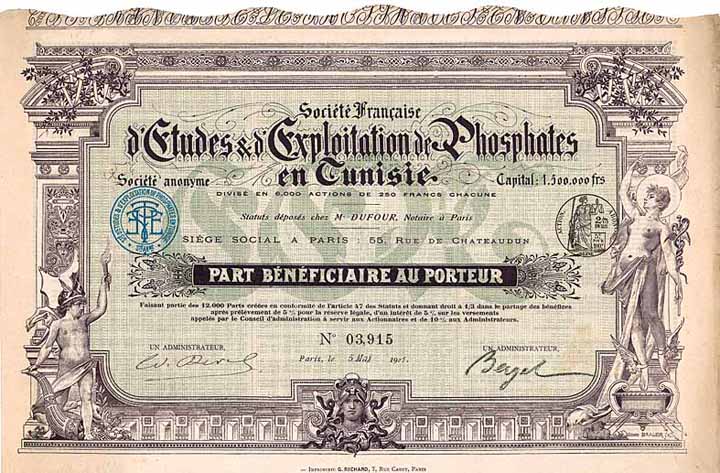 Société Française
d'Etudes & d'Exploitation de Phosphates
en Tunisie.
Société anonyme
Capital: 1.500.000 frs
DIVISÉ EN 6.000 ACTIONS DE 250 FRANCS CHACUNE
Statuts déposés chez Me DUFOUR, Notaire à Paris
SIÈGE SOCIAL À PARIS : 55, RUE DE CHATEAUDUN
PART BÉNÉFICIAIRE AU PORTEUR
Faisant partie des 12.000 Parts créées en conformité de l'article 47 des Statuts et donnant droit à 1/3 dans le partage des bénéfices
après prélèvement de 5 % pour la réserve légale, d'un intérêt de 5 % sur les versements
appelés par le Conseil d'administration à servir aux Actionnaires et de 10 % aux Administrateurs.
No 03,915
UN ADMINISTRATEUR,
UN ADMINISTRATEUR,
Paris, le 5 Mai
— IMPRIMERIE G. RICHARD, 7, RUE CADET, PARIS